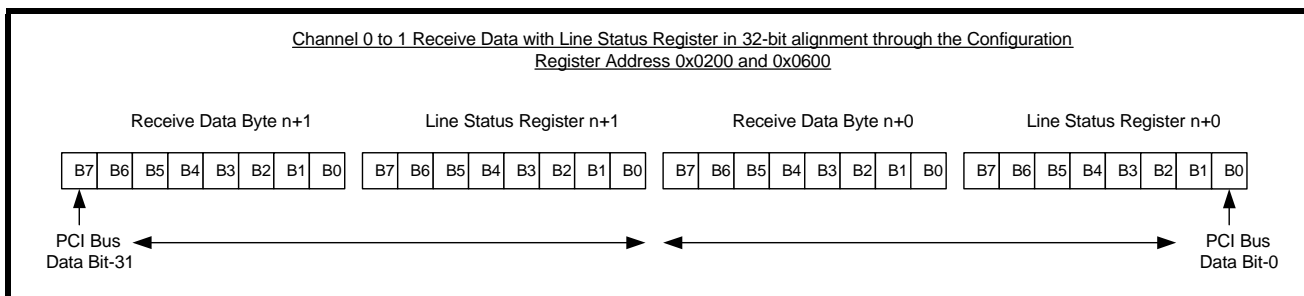 Channel 0 to 1 Receive Data with Line Status Register in 32-bit alignment through the Configuration
Register Address 0x0200 and 0x0600
Receive Data Byte n+1 Line Status Register n+1 Receive Data Byte n+0 Line Status Register n+0
B7 B6 B5 B4 B3 B2 B1 B0 B7 B6 B5 B4 B3 B2 B1 B0 B7 B6 B5 B4 B3 B2 B1 B0 B7 B6 B5 B4 B3 B2 B1 B0
PCI Bus PCI Bus
Data Bit-31 Data Bit-0